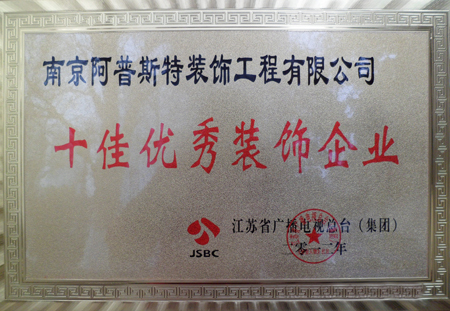 南京阿普斯特装饰工程有限公司
十佳优秀装饰企业
JSBC
江苏省广播电视总台（集团）
年